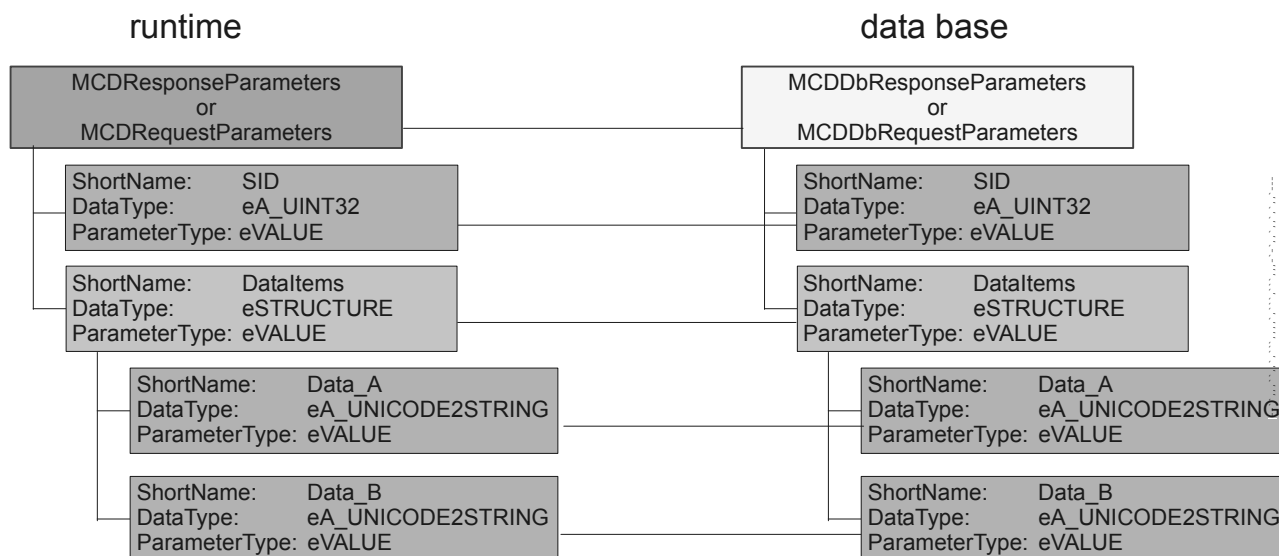 runtime
data base
MCDResponseParameters
or
MCDRequestParameters
MCDDbResponseParameters
or
MCDDbRequestParameters
ShortName: SID
DataType: eA_UINT32
ParameterType: eVALUE
ShortName: SID
DataType: eA_UINT32
ParameterType: eVALUE
ShortName: DataItems
DataType: eSTRUCTURE
ParameterType: eVALUE
ShortName: DataItems
DataType: eSTRUCTURE
ParameterType: eVALUE
ShortName: Data_A
DataType: eA_UNICODE2STRING
ParameterType: eVALUE
ShortName: Data_A
DataType: eA_UNICODE2STRING
ParameterType: eVALUE
ShortName: Data_B
DataType: eA_UNICODE2STRING
ParameterType: eVALUE
ShortName: Data_B
DataType: eA_UNICODE2STRING
ParameterType: eVALUE